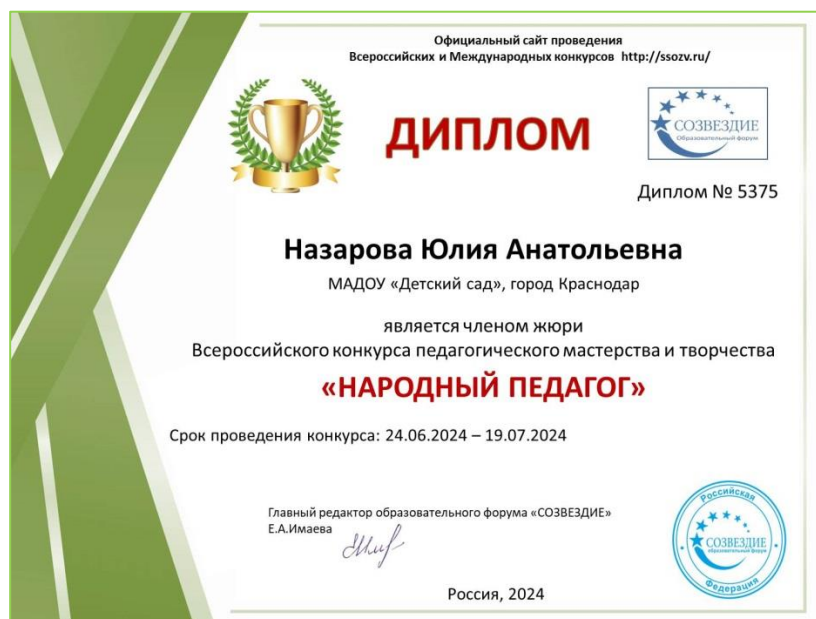 Официальный сайт проведения
Всероссийских и Международных конкурсов http://ssozv.ru/
ДИПЛОМ
СОЗВЕЗДИЕ
Образовательный форум
Диплом № 5375
Назарова Юлия Анатольевна
МАДОУ «Детский сад», город Краснодар
является членом жюри
Всероссийского конкурса педагогического мастерства и творчества
«НАРОДНЫЙ ПЕДАГОГ»
Срок проведения конкурса: 24.06.2024 – 19.07.2024
Главный редактор образовательного форума «СОЗВЕЗДИЕ»
Е.А.Имаева
Российская
СОЗВЕЗДИЕ
образовательный форум
Федерация
Россия, 2024